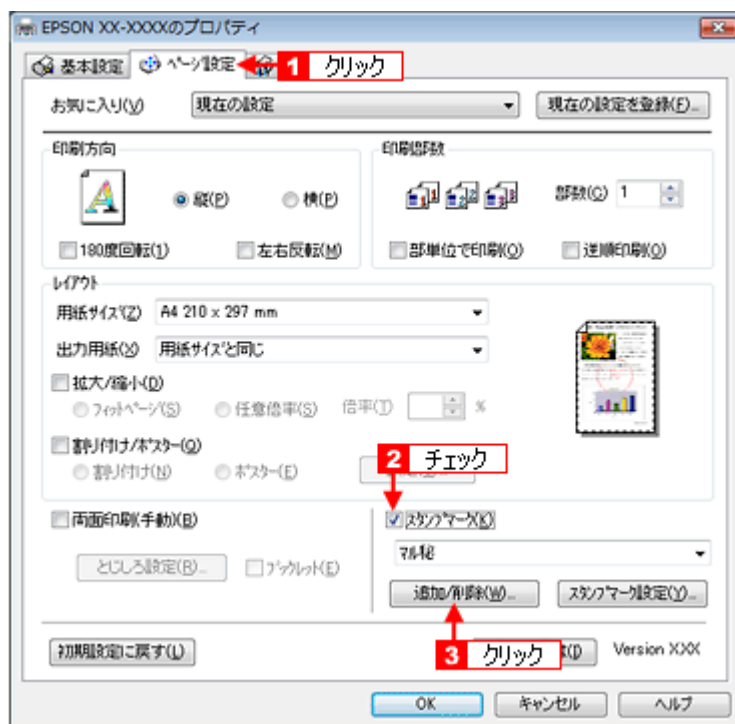 EPSON XX-XXXXのプロパティ
基本設定 ページ設定 1 クリック
お気に入り(V) 現在の設定 現在の設定を登録(F)...
印刷方向 印刷部数
縦(P) 横(P) 部数(C) 1
180度回転(1) 左右反転(M) 部単位で印刷(O) 逆順印刷(O)
レイアウト
用紙サイズ(Z) A4 210 x 297 mm
出力用紙(X) 用紙サイズと同じ
拡大/縮小(D)
フィットページ(S) 任意倍率(S) 倍率(T) %
割り付け/ポスター(Q)
割り付け(N) ポスター(E)
2 チェック
両面印刷(手動)(B) スタンプマーク(K)
マル秘
とじしろ設定(R)... ブックレット(E)
追加/削除(W)... スタンプマーク設定(Y)...
初期設定に戻す(L) 3 クリック Version X.XX
OK キャンセル ヘルプ